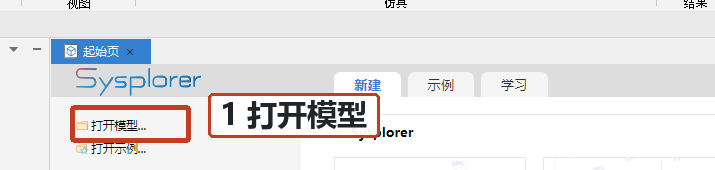 视图 仿真 结果
起始页 ×
Sysplorer 新建 示例 学习
打开模型... 1 打开模型
Sysplorer
打开示例...